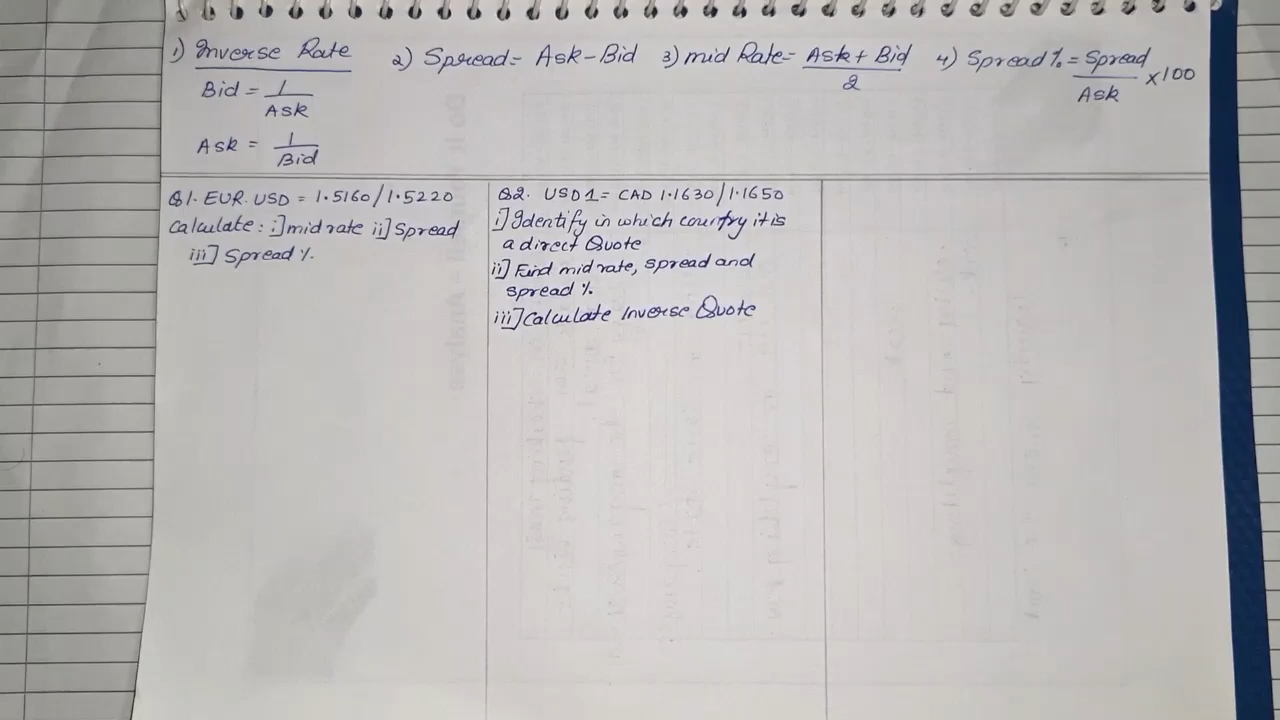 1) Inverse Rate
Bid = 1/Ask
Ask = 1/Bid
2) Spread = Ask - Bid
3) mid Rate = Ask + Bid/2
4) Spread % = Spread/Ask x 100
Q1. EUR. USD = 1.5160/1.5220
Calculate: i] mid rate ii] Spread
iii] Spread %.
Q2. USD 1 = CAD 1.1630/1.1650
i] Identify in which country it is
a direct Quote
ii] Find mid rate, spread and
spread %.
iii] Calculate Inverse Quote